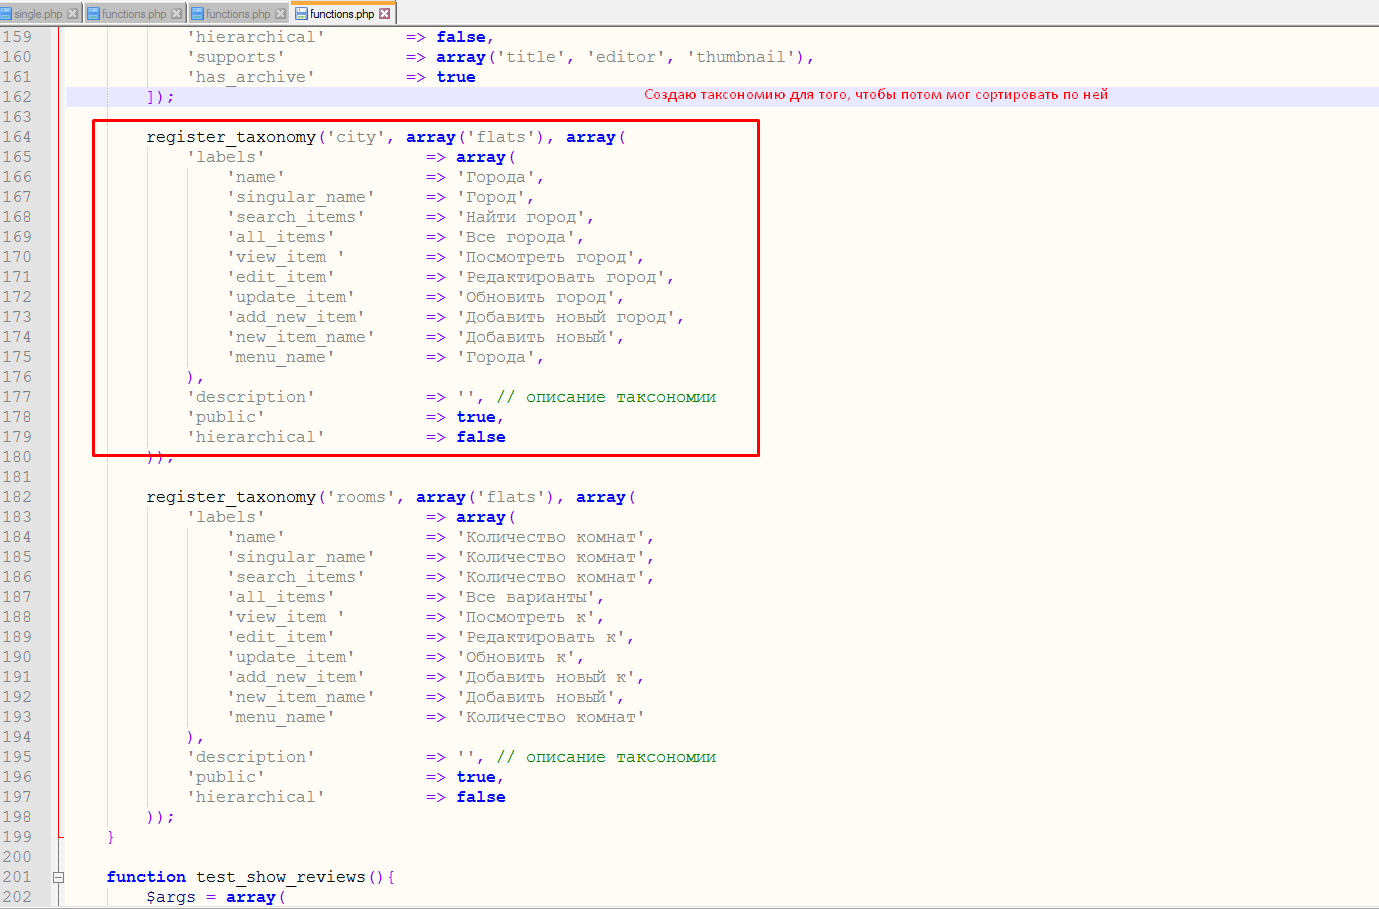 single.php functions.php functions.php functions.php
159 'hierarchical' => false,
160 'supports' => array('title', 'editor', 'thumbnail'),
161 'has_archive' => true
162 ]); Создаю таксономию для того, чтобы потом мог сортировать по ней
163
164 register_taxonomy('city', array('flats'), array(
165 'labels' => array(
166 'name' => 'Города',
167 'singular_name' => 'Город',
168 'search_items' => 'Найти город',
169 'all_items' => 'Все города',
170 'view_item ' => 'Посмотреть город',
171 'edit_item' => 'Редактировать город',
172 'update_item' => 'Обновить город',
173 'add_new_item' => 'Добавить новый город',
174 'new_item_name' => 'Добавить новый',
175 'menu_name' => 'Города',
176 ),
177 'description' => '', // описание таксономии
178 'public' => true,
179 'hierarchical' => false
180 ));
181
182 register_taxonomy('rooms', array('flats'), array(
183 'labels' => array(
184 'name' => 'Количество комнат',
185 'singular_name' => 'Количество комнат',
186 'search_items' => 'Количество комнат',
187 'all_items' => 'Все варианты',
188 'view_item ' => 'Посмотреть к',
189 'edit_item' => 'Редактировать к',
190 'update_item' => 'Обновить к',
191 'add_new_item' => 'Добавить новый к',
192 'new_item_name' => 'Добавить новый',
193 'menu_name' => 'Количество комнат'
194 ),
195 'description' => '', // описание таксономии
196 'public' => true,
197 'hierarchical' => false
198 ));
199 }
200
201 function test_show_reviews(){
202 $args = array(